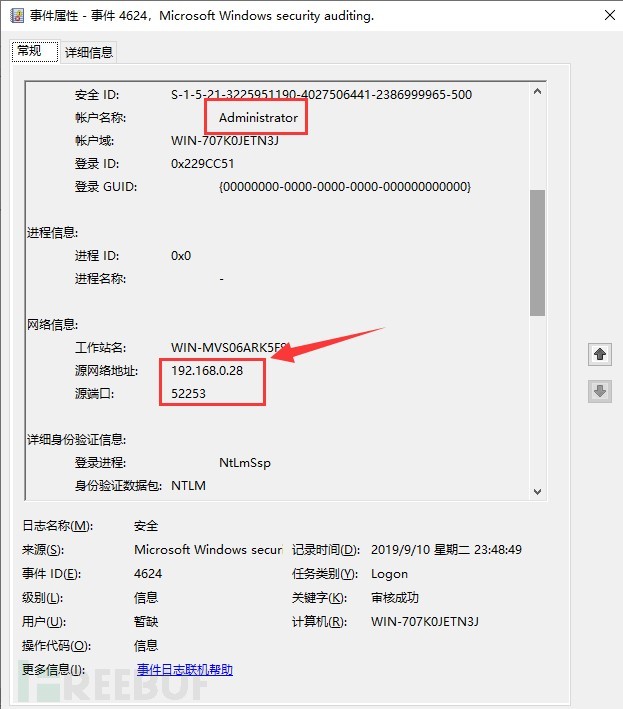 事件属性 - 事件 4624，Microsoft Windows security auditing.
常规 详细信息
安全 ID: S-1-5-21-3225951190-4027506441-2386999965-500
帐户名称: Administrator
帐户域: WIN-707K0JETN3J
登录 ID: 0x229CC51
登录 GUID: {00000000-0000-0000-0000-000000000000}
进程信息:
进程 ID: 0x0
进程名称: -
网络信息:
工作站名: WIN-MVS06ARK5F9
源网络地址: 192.168.0.28
源端口: 52253
详细身份验证信息:
登录进程: NtLmSsp
身份验证数据包: NTLM
日志名称(M): 安全
来源(S): Microsoft Windows securi 记录时间(D): 2019/9/10 星期二 23:48:49
事件 ID(E): 4624 任务类别(Y): Logon
级别(L): 信息 关键字(K): 审核成功
用户(U): 暂缺 计算机(R): WIN-707K0JETN3J
操作代码(O): 信息
更多信息(I): 事件日志联机帮助
FREEBUF